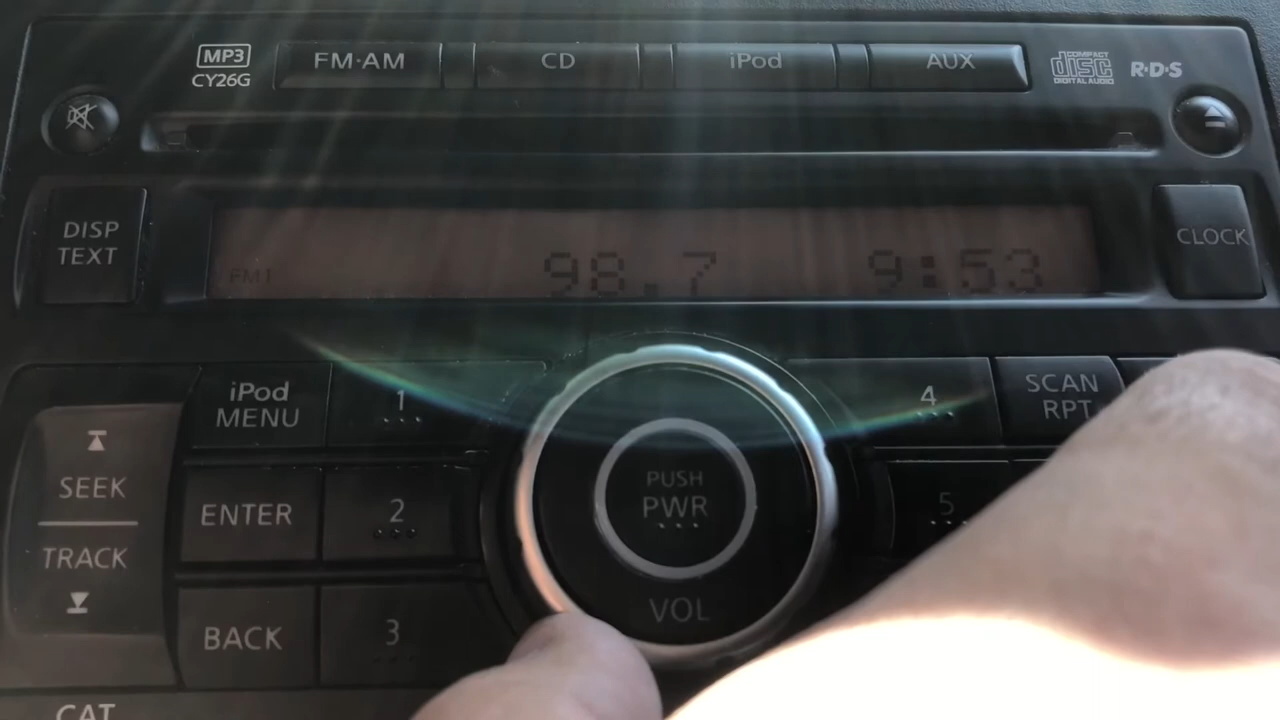 MP3
CY26G
FM·AM
CD
iPod
AUX
COMPACT
disc
DIGITAL AUDIO
R·D·S
DISP
TEXT
FM1
98.7
9:53
CLOCK
iPod
MENU
1
4
SCAN
RPT
SEEK
TRACK
ENTER
2
PUSH
PWR
5
VOL
BACK
3
CAT